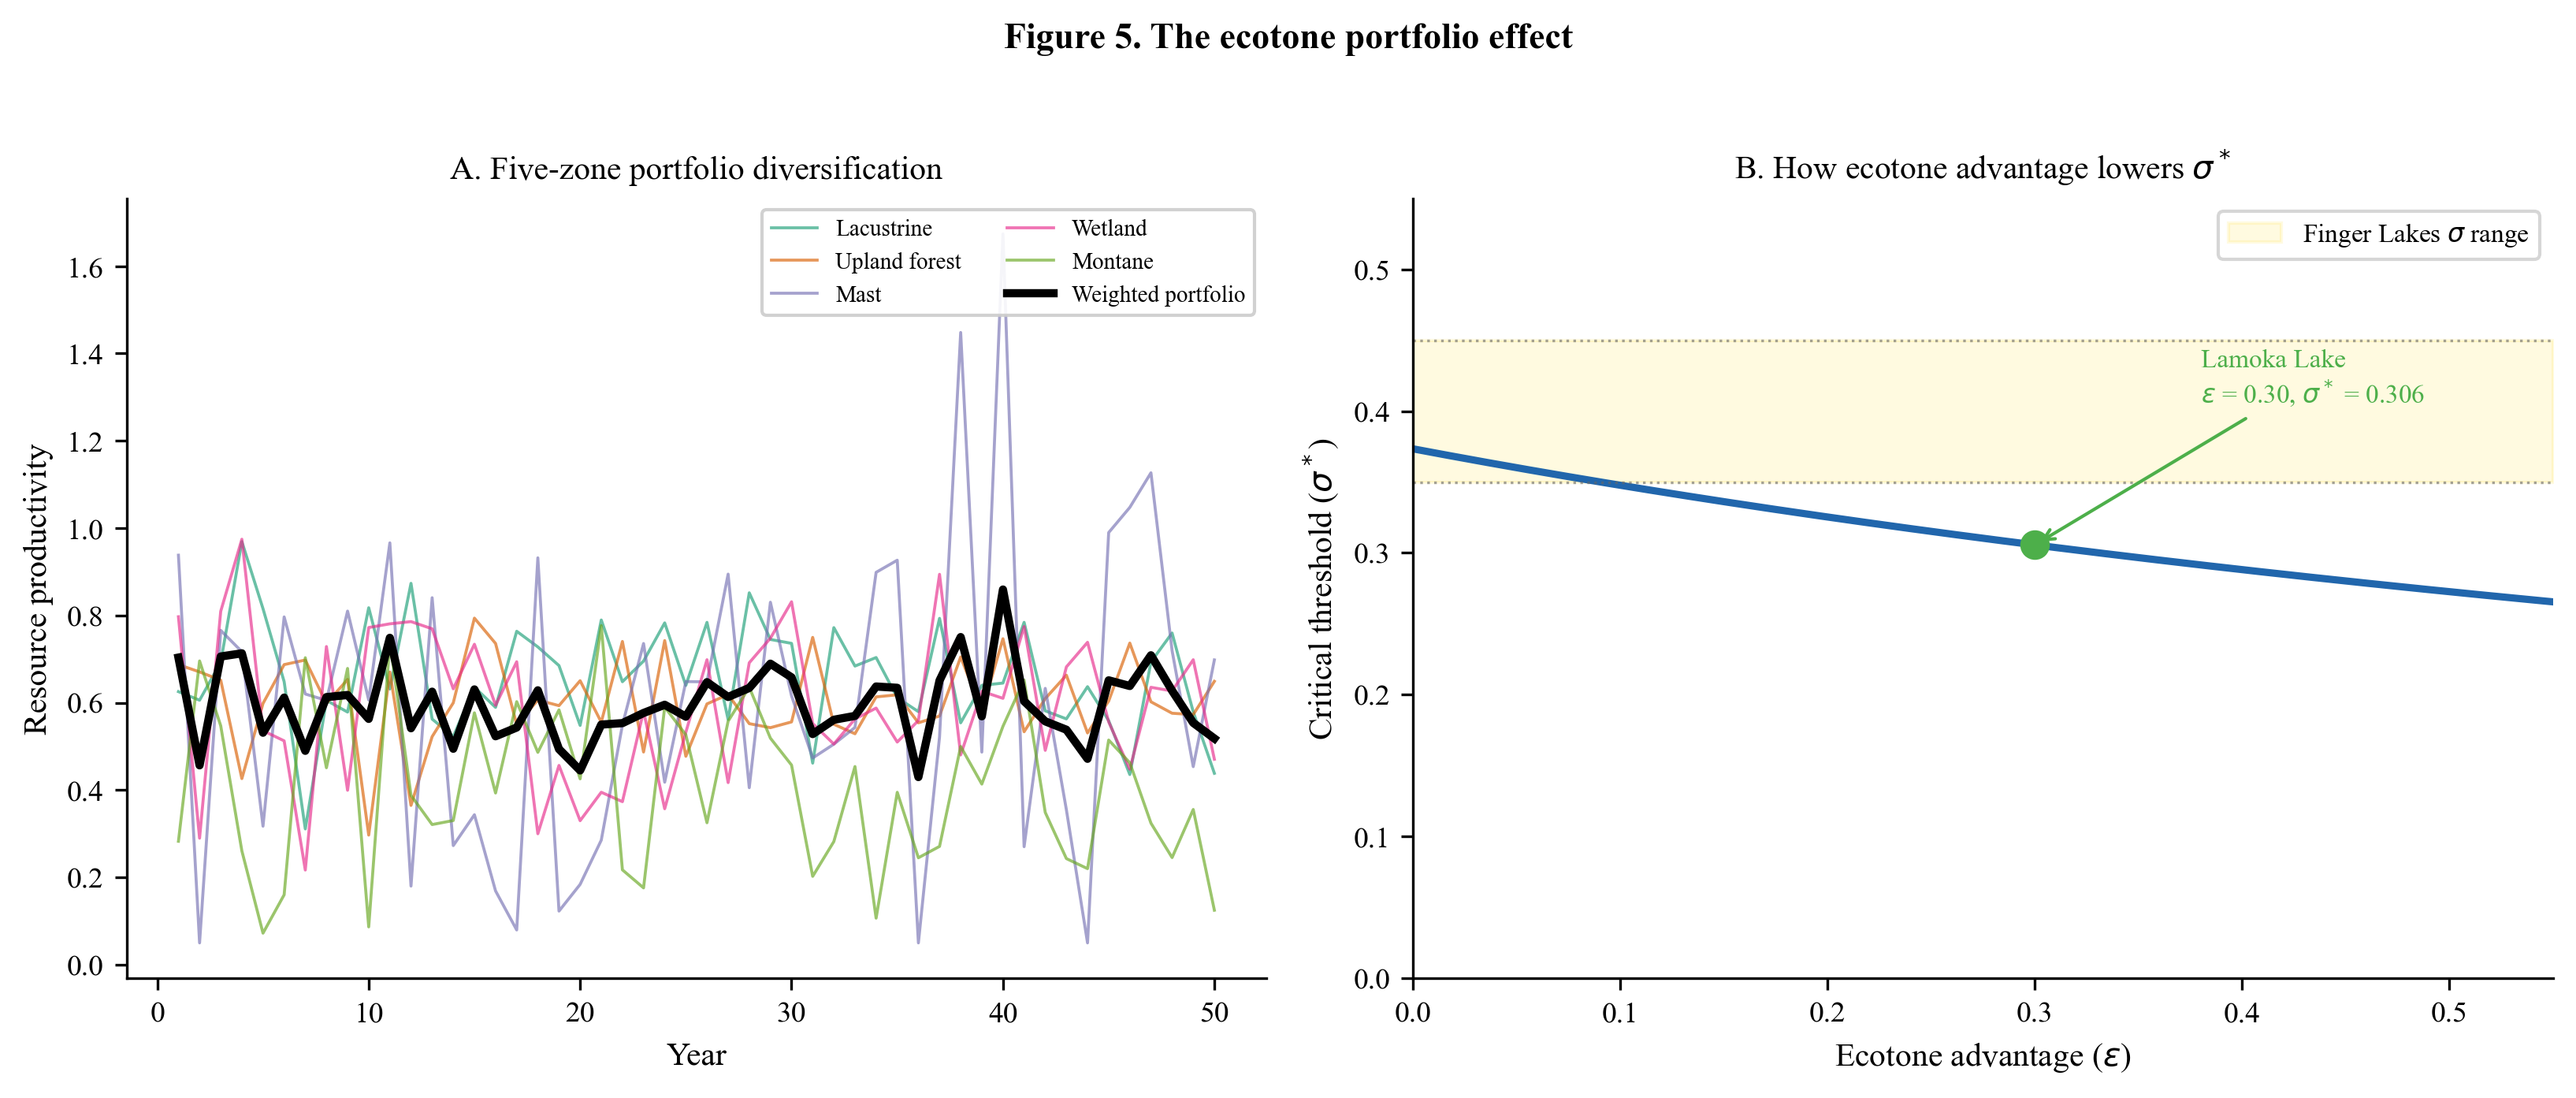 Figure 5. The ecotone portfolio effect
A. Five-zone portfolio diversification
Lacustrine
Upland forest
Mast
Wetland
Montane
Weighted portfolio
Resource productivity
1.6
1.4
1.2
1.0
0.8
0.6
0.4
0.2
0.0
0 10 20 30 40 50
Year
B. How ecotone advantage lowers σ*
Finger Lakes σ range
Lamoka Lake
ε = 0.30, σ* = 0.306
Critical threshold (σ*)
0.5
0.4
0.3
0.2
0.1
0.0
0.0 0.1 0.2 0.3 0.4 0.5
Ecotone advantage (ε)